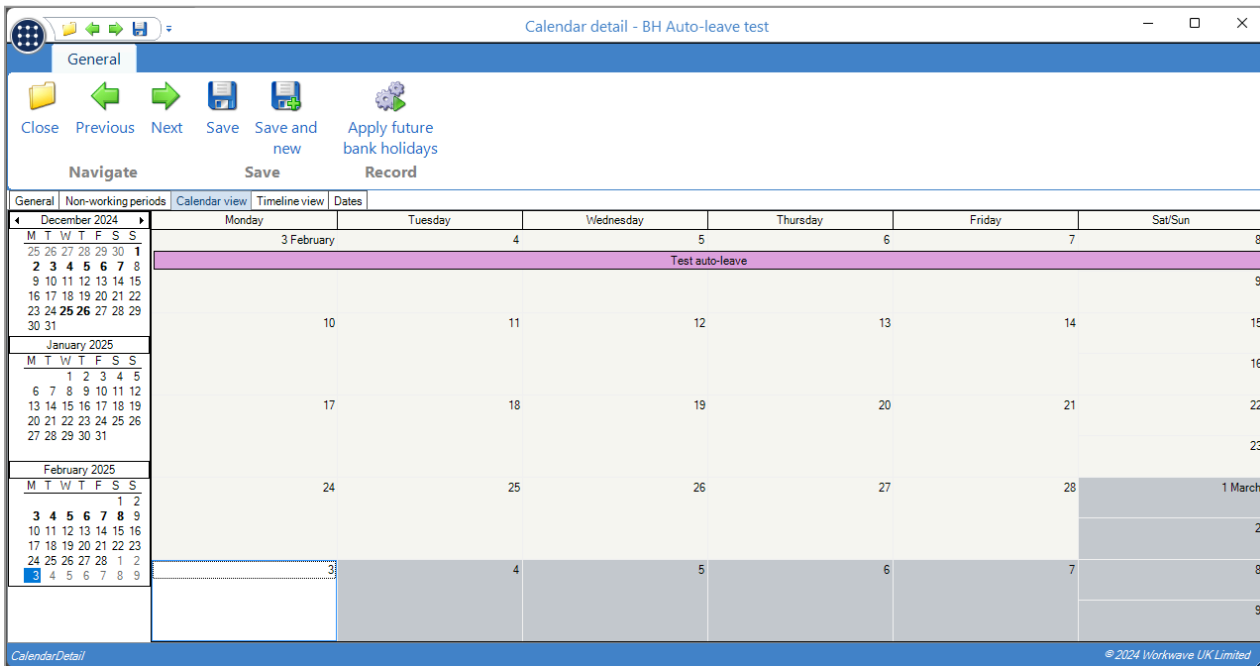 Calendar detail - BH Auto-leave test
General
Close Previous Next Save Save and new Apply future bank holidays
Navigate Save Record
General Non-working periods Calendar view Timeline view Dates
December 2024
M T W T F S S
25 26 27 28 29 30 1
2 3 4 5 6 7 8
9 10 11 12 13 14 15
16 17 18 19 20 21 22
23 24 25 26 27 28 29
30 31
January 2025
M T W T F S S
1 2 3 4 5
6 7 8 9 10 11 12
13 14 15 16 17 18 19
20 21 22 23 24 25 26
27 28 29 30 31
February 2025
M T W T F S S
1 2
3 4 5 6 7 8 9
10 11 12 13 14 15 16
17 18 19 20 21 22 23
24 25 26 27 28 1 2
3 4 5 6 7 8 9
Monday Tuesday Wednesday Thursday Friday Sat/Sun
3 February 4 5 6 7 8
Test auto-leave
9
10 11 12 13 14 15
16
17 18 19 20 21 22
23
24 25 26 27 28 1 March
2
3 4 5 6 7 8
9
CalendarDetail
© 2024 Workwave UK Limited